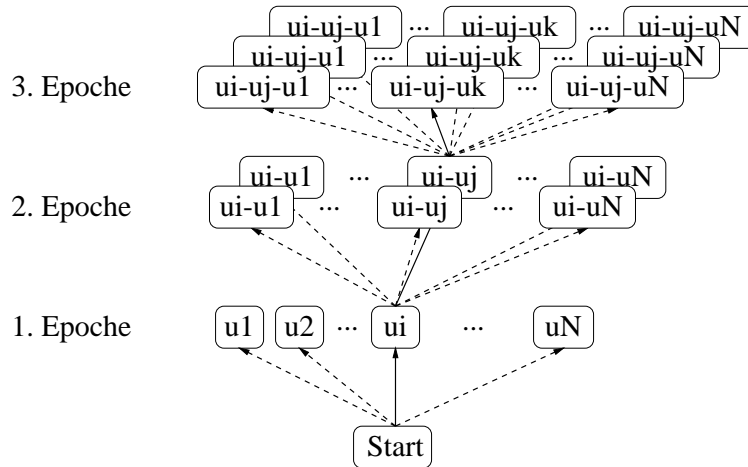 ui-uj-u1 ... ui-uj-uk ... ui-uj-uN
ui-uj-u1 ... ui-uj-uk ... ui-uj-uN
3. Epoche ui-uj-u1 ... ui-uj-uk ... ui-uj-uN
ui-u1 ... ui-uj ... ui-uN
2. Epoche ui-u1 ... ui-uj ... ui-uN
1. Epoche u1 u2 ... ui ... uN
Start